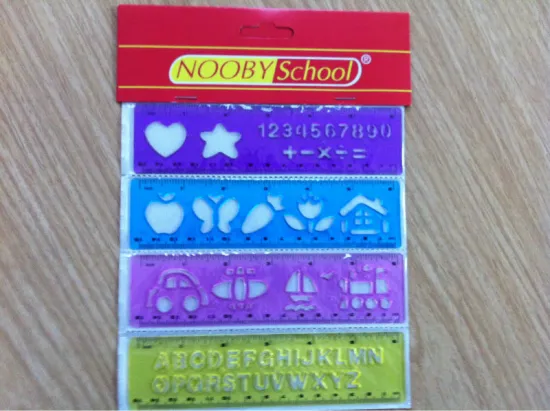 NOOBY School®
1234567890
+-×÷=
ABCDEFGHIJKLMN
OPQRSTUVWXYZ